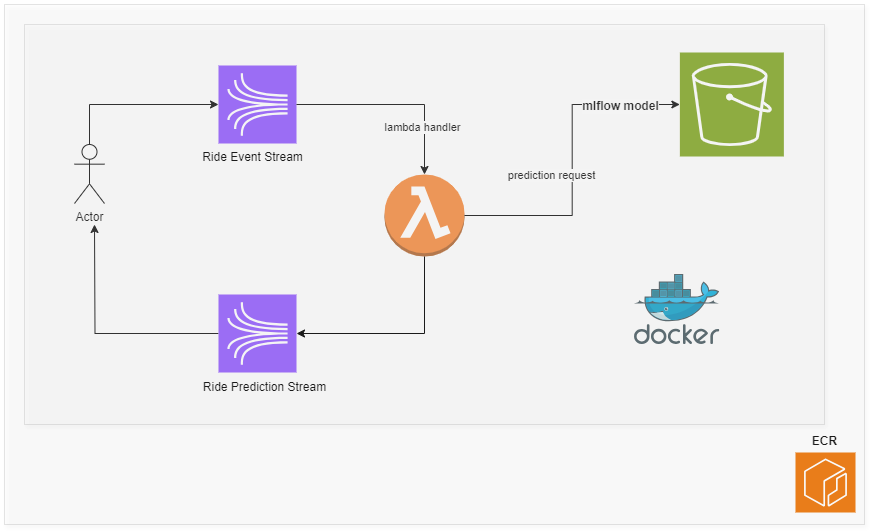 Ride Event Stream
lambda handler
mlflow model
prediction request
Actor
docker
Ride Prediction Stream
ECR